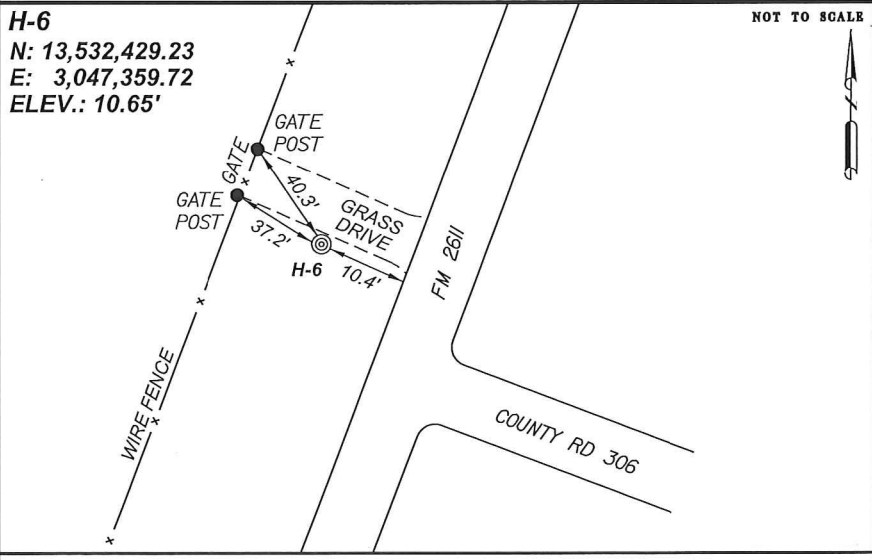 H-6
N: 13,532,429.23
E: 3,047,359.72
ELEV.: 10.65'
NOT TO SCALE
N
GATE
POST
GATE
GATE
POST
40.3'
37.2'
GRASS
DRIVE
H-6
10.4'
FM 2611
WIRE FENCE
COUNTY RD 306